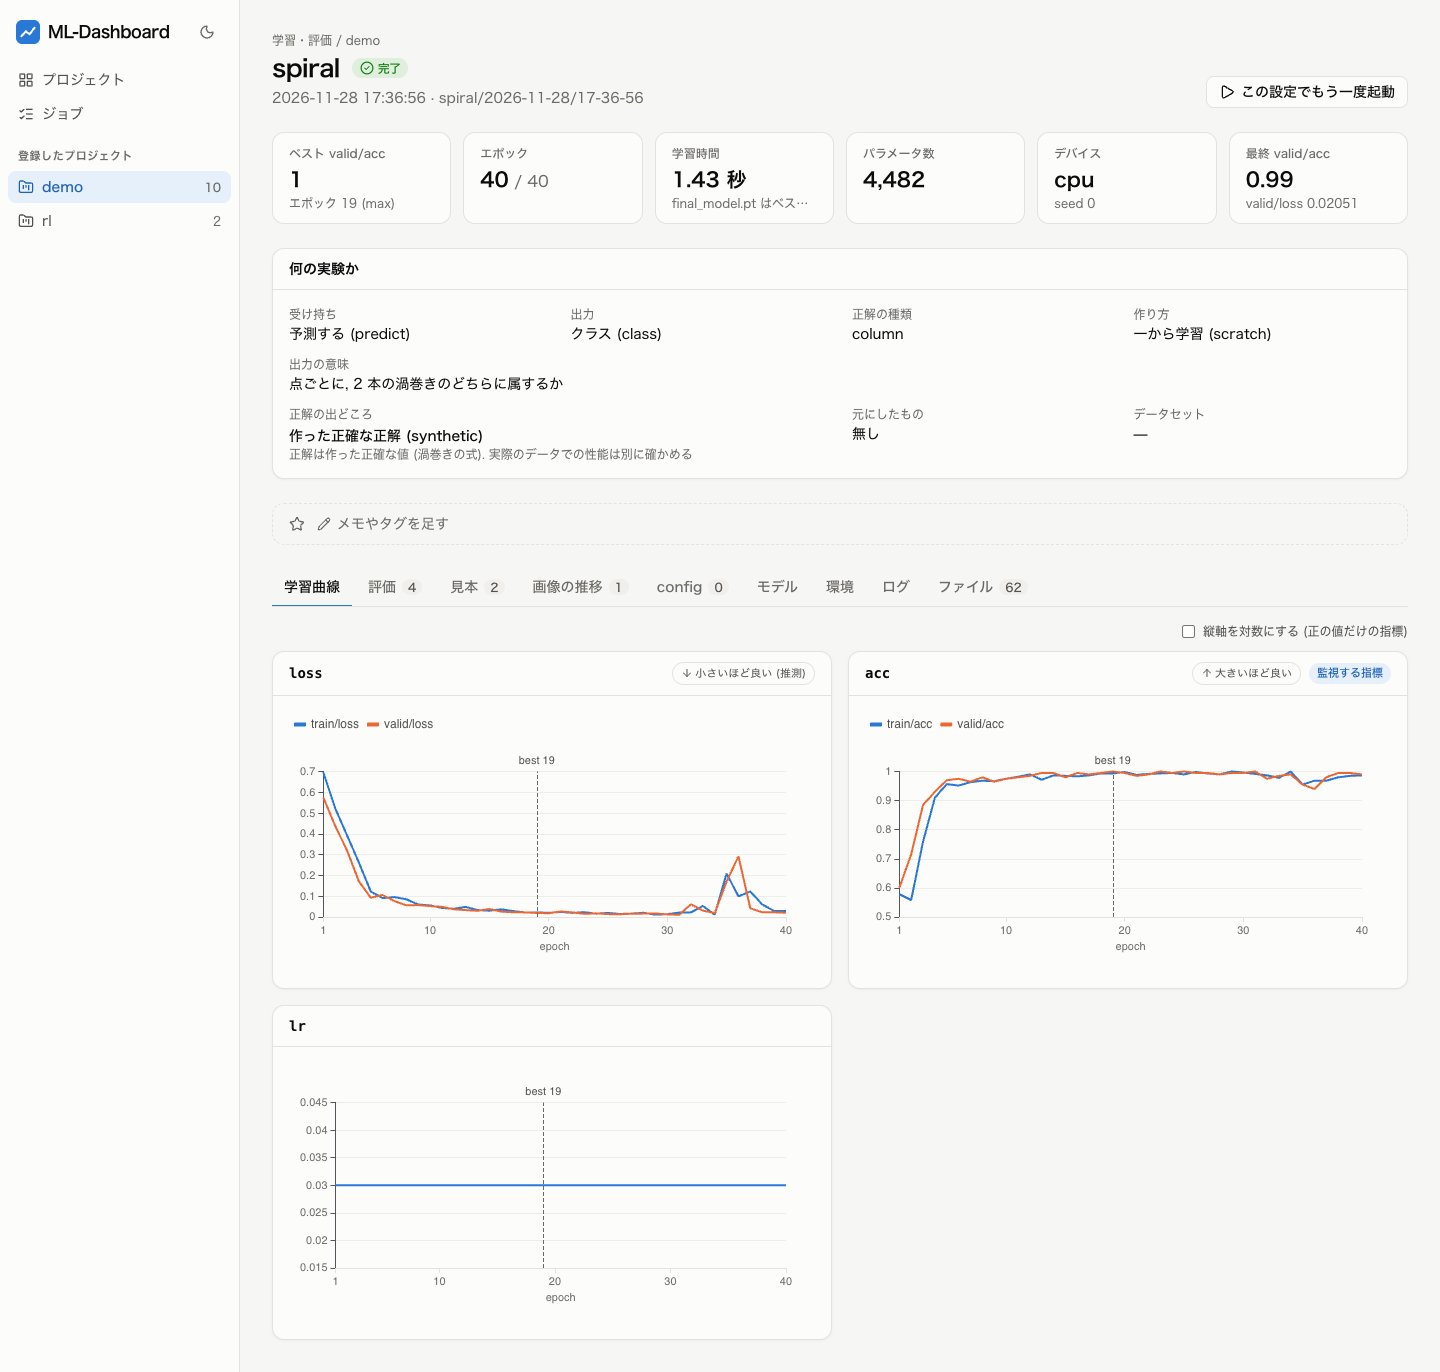 ML-Dashboard
プロジェクト
ジョブ
登録したプロジェクト
demo 10
rl 2
学習・評価 / demo
spiral 完了
2026-11-28 17:36:56 · spiral/2026-11-28/17-36-56
この設定でもう一度起動
ベスト valid/acc
1
エポック 19 (max)
エポック
40 / 40
学習時間
1.43 秒
final_model.pt はベス…
パラメータ数
4,482
デバイス
cpu
seed 0
最終 valid/acc
0.99
valid/loss 0.02051
何の実験か
受け持ち
予測する (predict)
出力
クラス (class)
正解の種類
column
作り方
一から学習 (scratch)
出力の意味
点ごとに, 2 本の渦巻きのどちらに属するか
正解の出どころ
作った正確な正解 (synthetic)
正解は作った正確な値 (渦巻きの式). 実際のデータでの性能は別に確かめる
元にしたもの
無し
データセット
—
メモやタグを足す
学習曲線 評価 4 見本 2 画像の推移 1 config 0 モデル 環境 ログ ファイル 62
縦軸を対数にする (正の値だけの指標)
loss ↓ 小さいほど良い (推測)
train/loss valid/loss
best 19
0.7
0.6
0.5
0.4
0.3
0.2
0.1
0
1 10 20 30 40
epoch
acc ↑ 大きいほど良い 監視する指標
train/acc valid/acc
best 19
1
0.9
0.8
0.7
0.6
0.5
1 10 20 30 40
epoch
lr
best 19
0.045
0.04
0.035
0.03
0.025
0.02
0.015
1 10 20 30 40
epoch